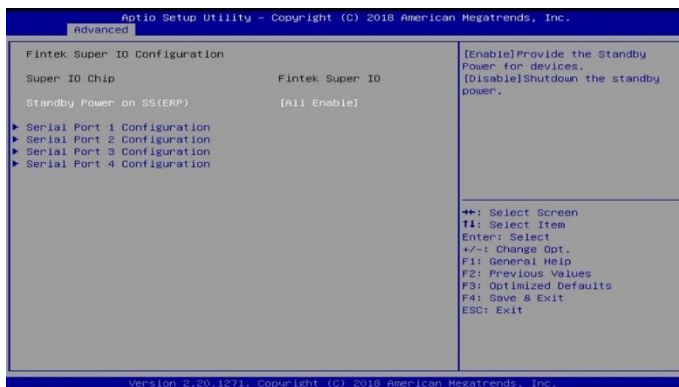 Aptio Setup Utility - Copyright (C) 2018 American Megatrends, Inc.
Advanced
Fintek Super IO Configuration
Super IO Chip Fintek Super IO
Standby Power on S5(ERP) [All Enable]
Serial Port 1 Configuration
Serial Port 2 Configuration
Serial Port 3 Configuration
Serial Port 4 Configuration
[Enable]Provide the Standby
Power for devices.
[Disable]Shutdown the standby
power.
→←: Select Screen
↑↓: Select Item
Enter: Select
+/-: Change Opt.
F1: General Help
F2: Previous Values
F3: Optimized Defaults
F4: Save & Exit
ESC: Exit
Version 2.20.1271. Copyright (C) 2018 American Megatrends, Inc.